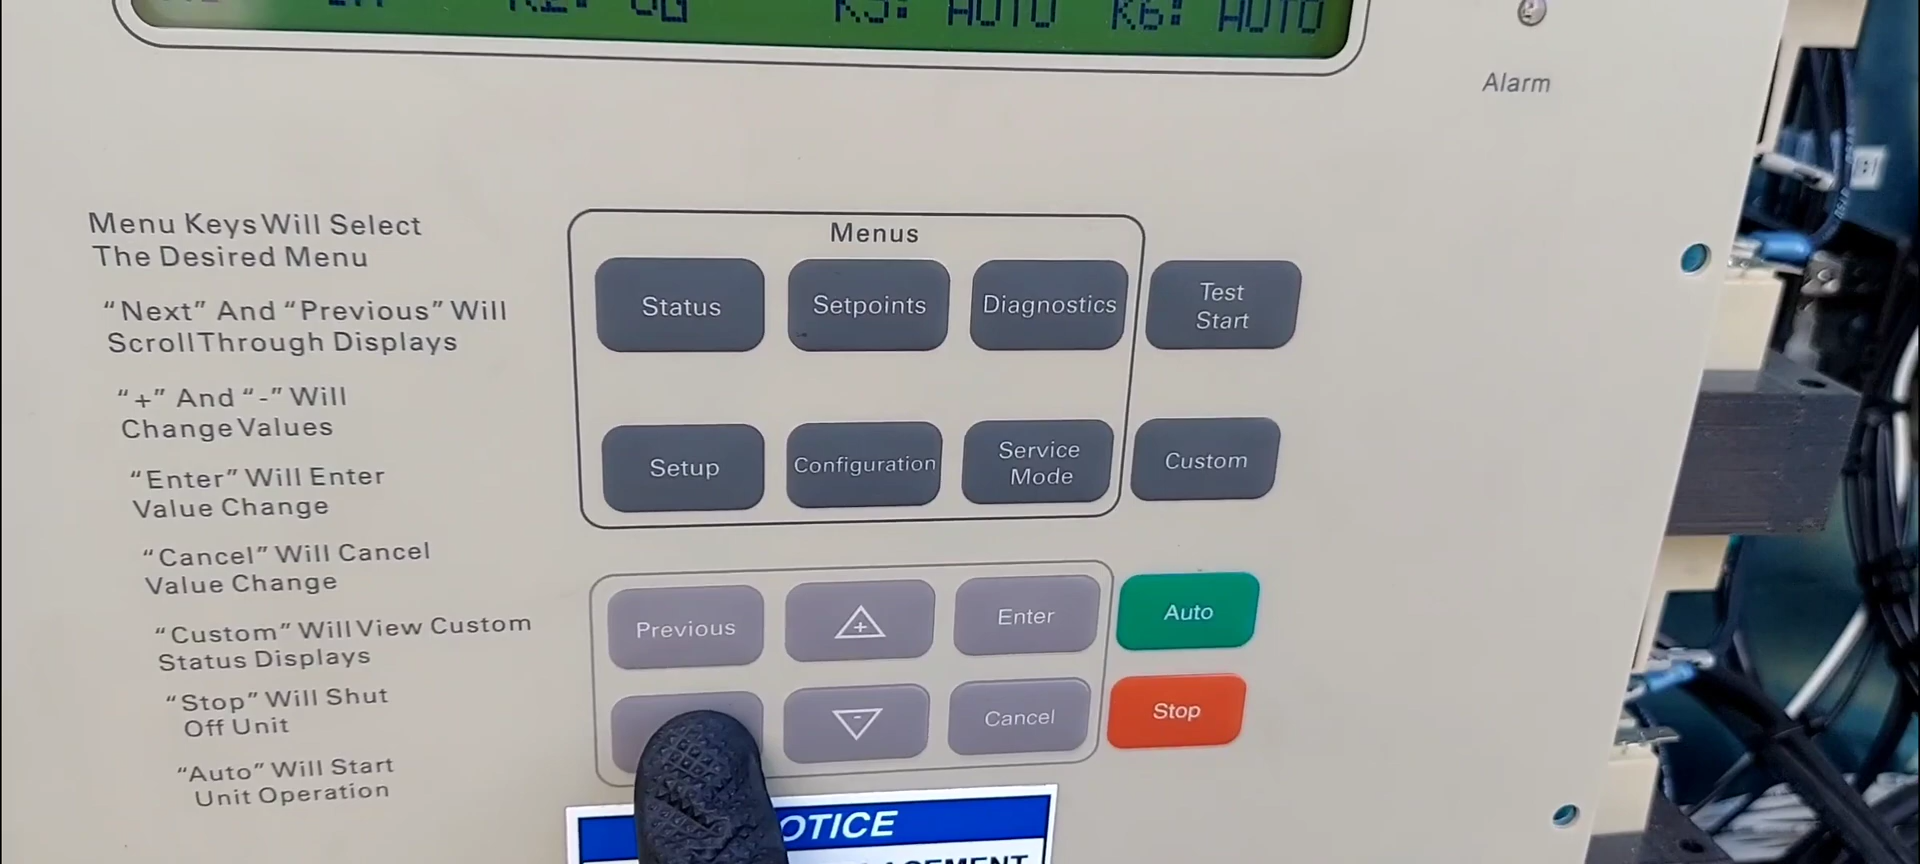 K5: AUTO K6: AUTO
Alarm
Menu Keys Will Select
The Desired Menu
"Next" And "Previous" Will
Scroll Through Displays
"+" And "-" Will
Change Values
"Enter" Will Enter
Value Change
"Cancel" Will Cancel
Value Change
"Custom" Will View Custom
Status Displays
"Stop" Will Shut
Off Unit
"Auto" Will Start
Unit Operation
Menus
Status Setpoints Diagnostics
Test
Start
Setup Configuration
Service
Mode
Custom
Previous + Enter Auto
- Cancel Stop
OTICE